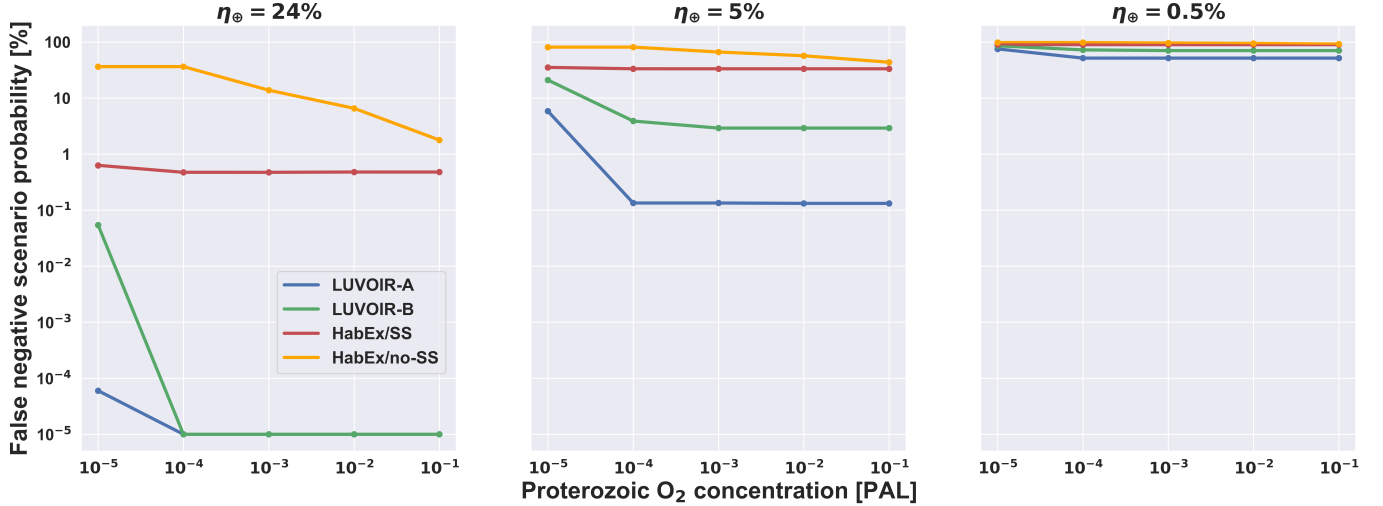 η⊕ = 24%
η⊕ = 5%
η⊕ = 0.5%
False negative scenario probability [%]
100
10
1
10⁻¹
10⁻²
10⁻³
10⁻⁴
10⁻⁵
LUVOIR-A
LUVOIR-B
HabEx/SS
HabEx/no-SS
10⁻⁵ 10⁻⁴ 10⁻³ 10⁻² 10⁻¹
10⁻⁵ 10⁻⁴ 10⁻³ 10⁻² 10⁻¹
10⁻⁵ 10⁻⁴ 10⁻³ 10⁻² 10⁻¹
Proterozoic O₂ concentration [PAL]